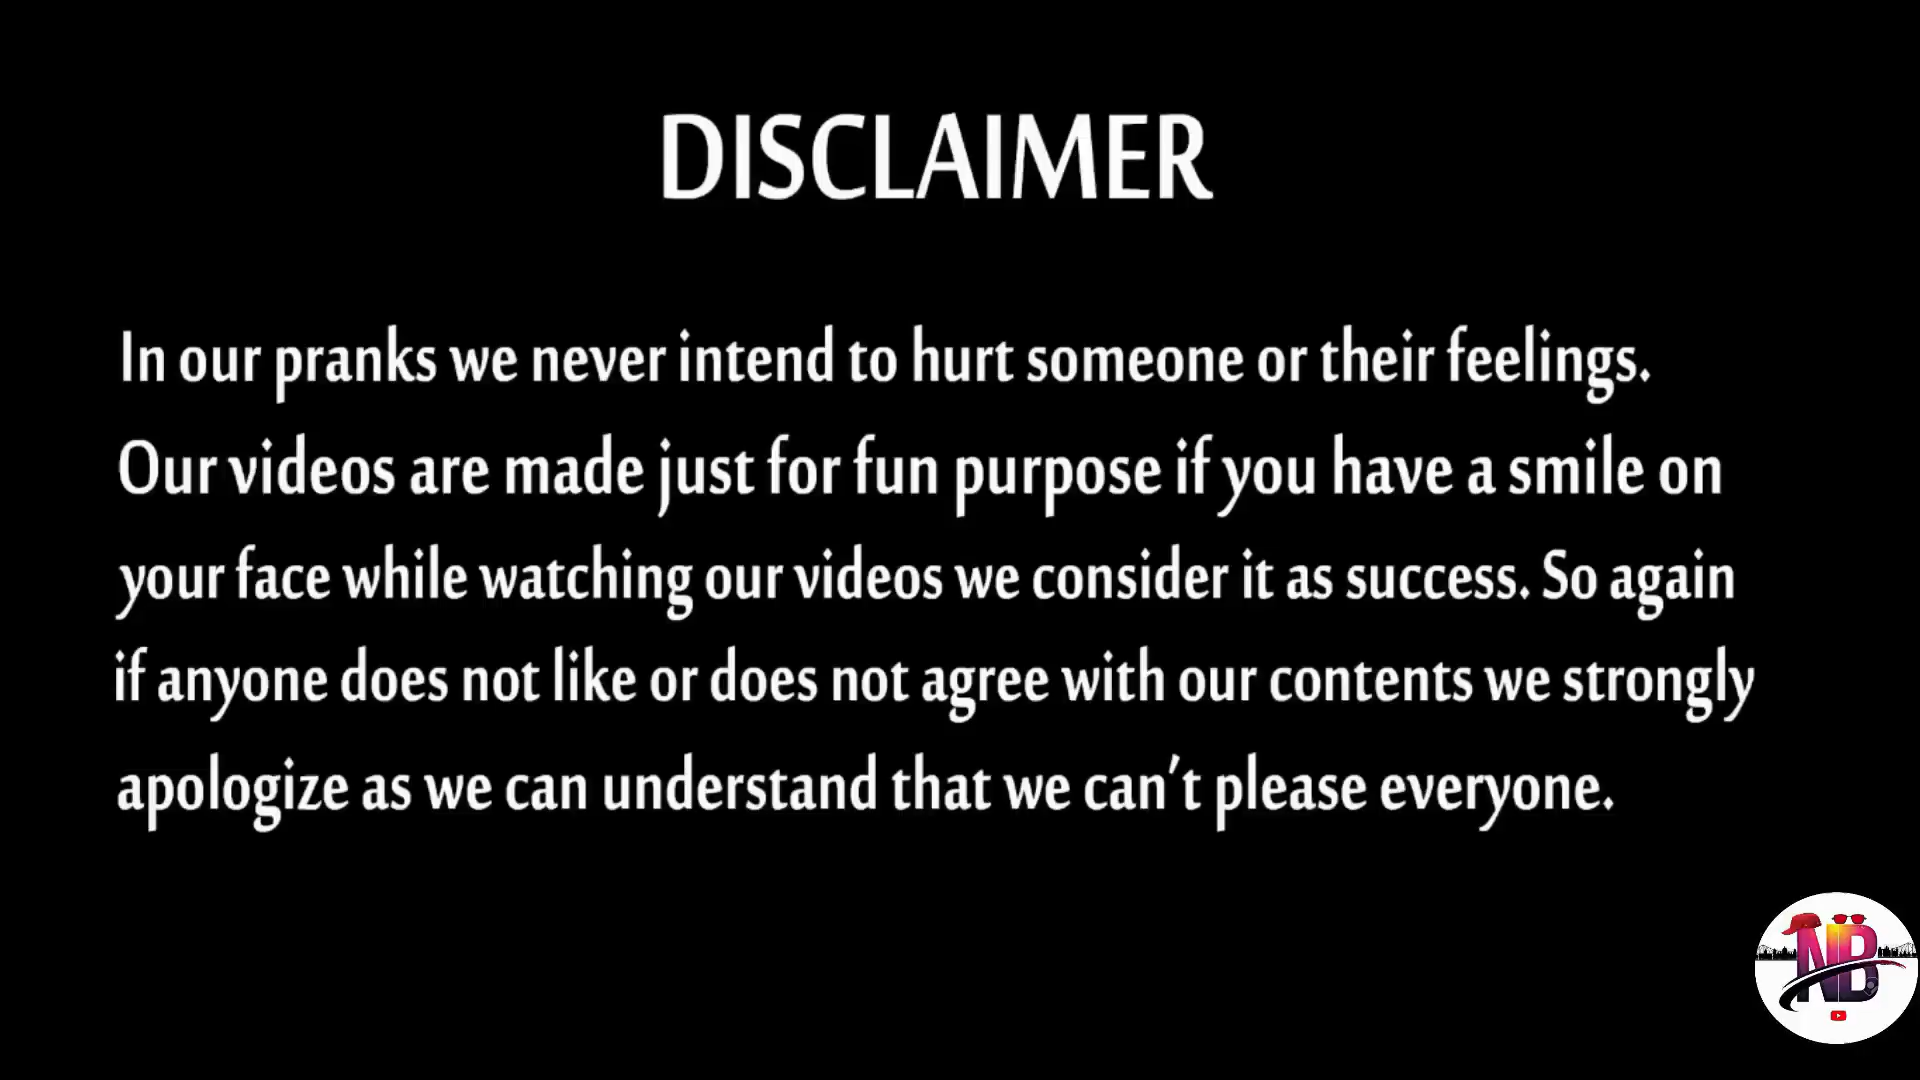 DISCLAIMER
In our pranks we never intend to hurt someone or their feelings.
Our videos are made just for fun purpose if you have a smile on
your face while watching our videos we consider it as success. So again
if anyone does not like or does not agree with our contents we strongly
apologize as we can understand that we can't please everyone.
NB